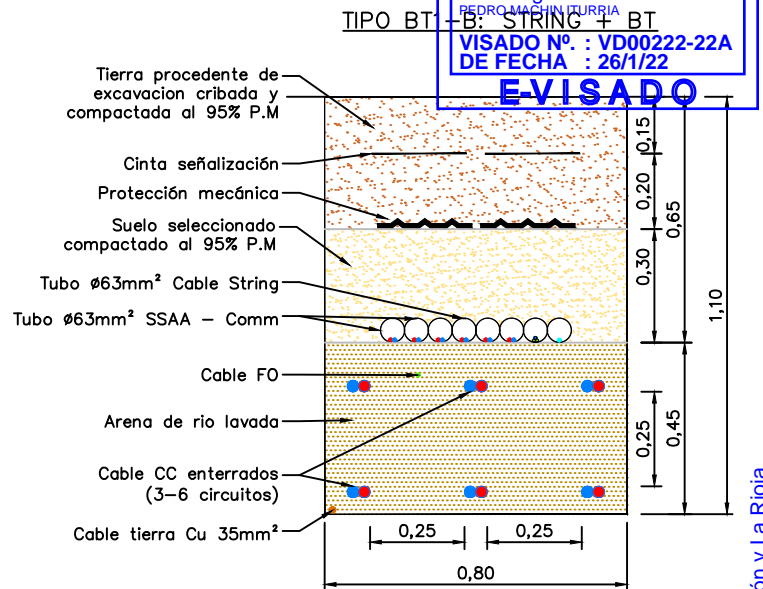 PEDRO MACHIN ITURRIA
TIPO BT1-B: STRING + BT
VISADO Nº. : VD00222-22A
DE FECHA : 26/1/22
E-VISADO
Tierra procedente de
excavacion cribada y
compactada al 95% P.M
Cinta señalización
Protección mecánica
Suelo seleccionado
compactado al 95% P.M
Tubo ø63mm² Cable String
Tubo ø63mm² SSAA – Comm
Cable FO
Arena de rio lavada
Cable CC enterrados
(3–6 circuitos)
Cable tierra Cu 35mm²
0,15
0,20
0,30
0,65
1,10
0,25
0,45
0,25
0,25
0,80
ón y La Rioja